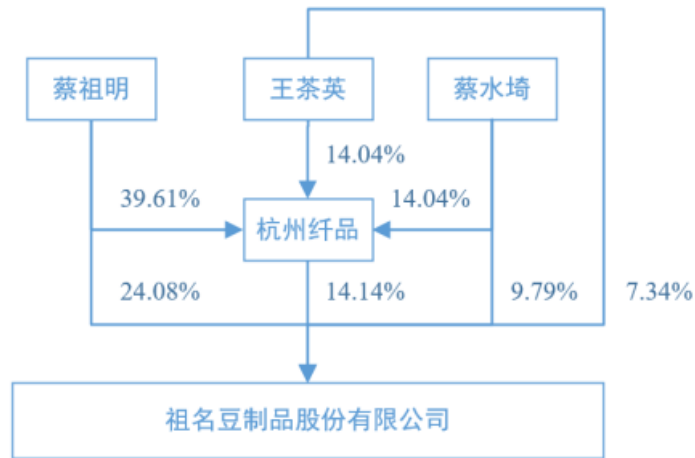 蔡祖明
王茶英
蔡水埼
14.04%
39.61%
14.04%
杭州纤品
24.08%
14.14%
9.79%
7.34%
祖名豆制品股份有限公司